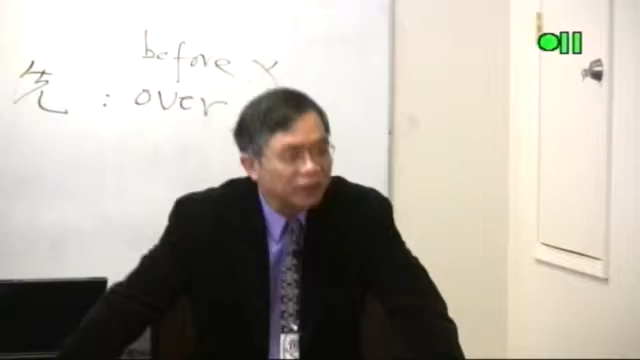 before ×
先 : over